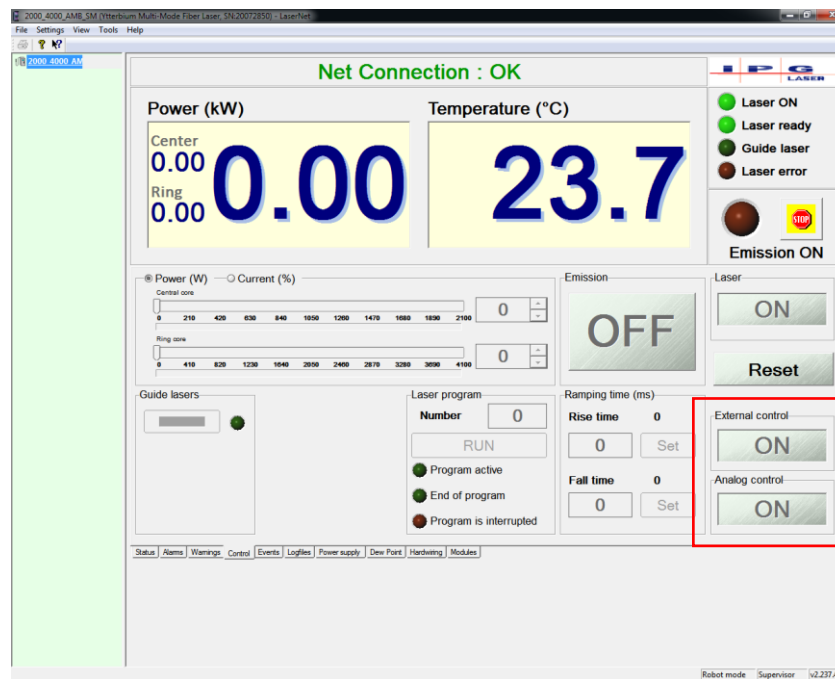 2000_4000_AMB_SM (Ytterbium Multi-Mode Fiber Laser, SN:20072850) - LaserNet
File Settings View Tools Help
2000_4000_AM
Net Connection : OK
IPG
LASER
Power (kW)
Center
0.00
Ring
0.00
0.00
Temperature (°C)
23.7
Laser ON
Laser ready
Guide laser
Laser error
STOP
Emission ON
Power (W) Current (%)
Central core
0 210 420 630 840 1050 1260 1470 1680 1890 2100
0
Ring core
0 410 820 1230 1640 2050 2460 2870 3280 3690 4100
0
Emission
OFF
Laser
ON
Reset
Guide lasers
Laser program
Number 0
RUN
Program active
End of program
Program is interrupted
Ramping time (ms)
Rise time 0
0 Set
Fall time 0
0 Set
External control
ON
Analog control
ON
Status Alarms Warnings Control Events Logfiles Power supply Dew Point Hardwiring Modules
Robot mode Supervisor v2.237.